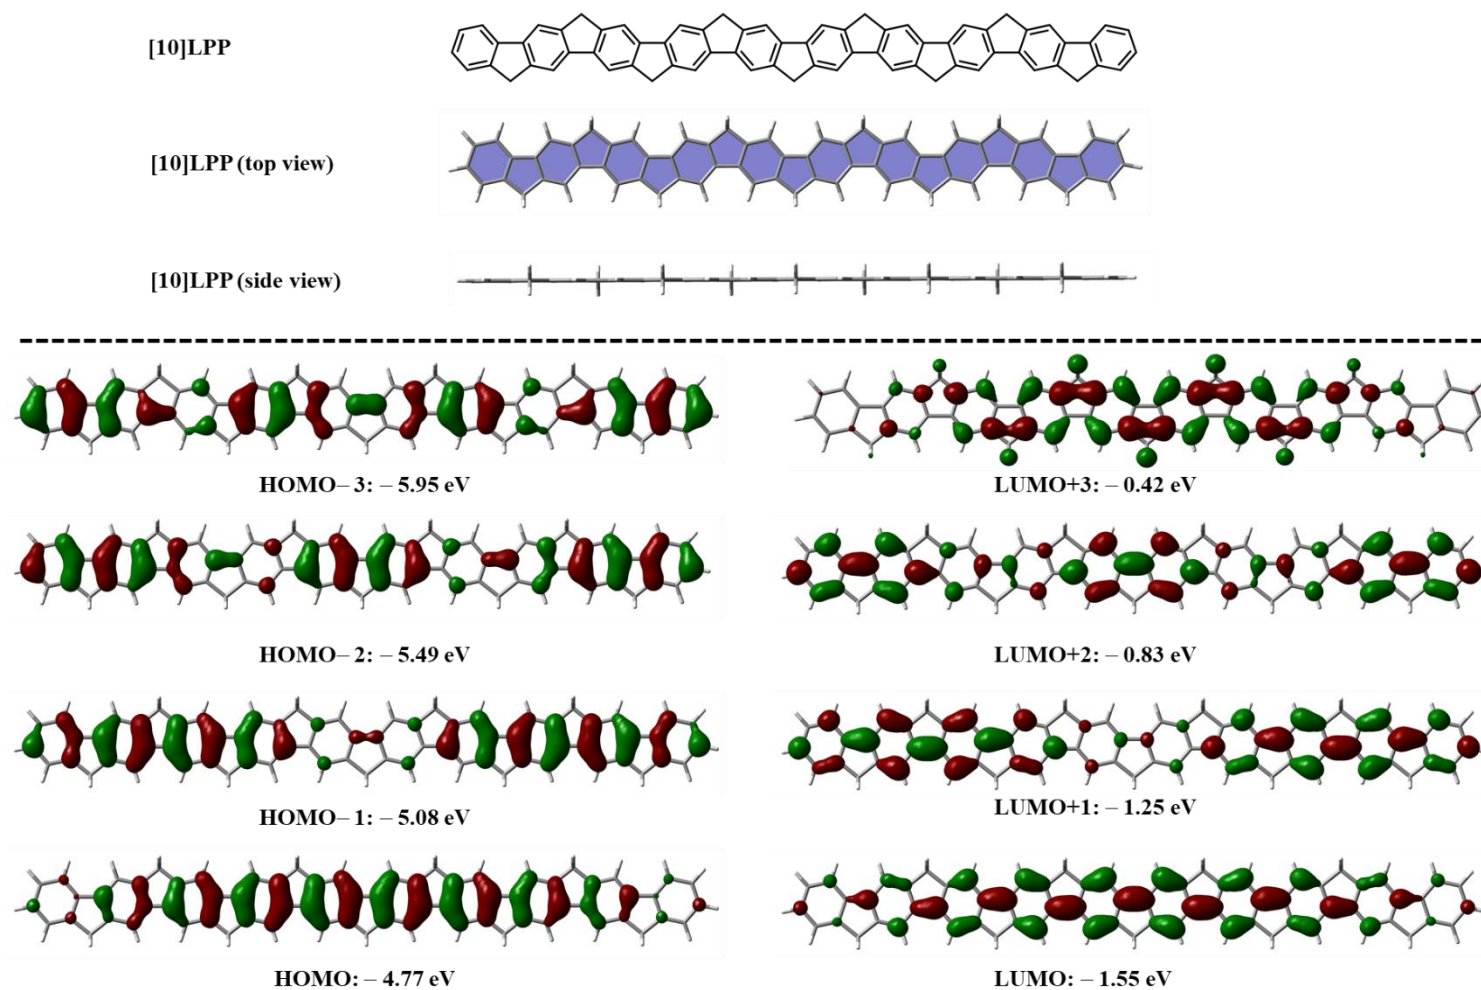 [10]LPP
[10]LPP (top view)
[10]LPP (side view)
HOMO– 3: – 5.95 eV
LUMO+3: – 0.42 eV
HOMO– 2: – 5.49 eV
LUMO+2: – 0.83 eV
HOMO– 1: – 5.08 eV
LUMO+1: – 1.25 eV
HOMO: – 4.77 eV
LUMO: – 1.55 eV